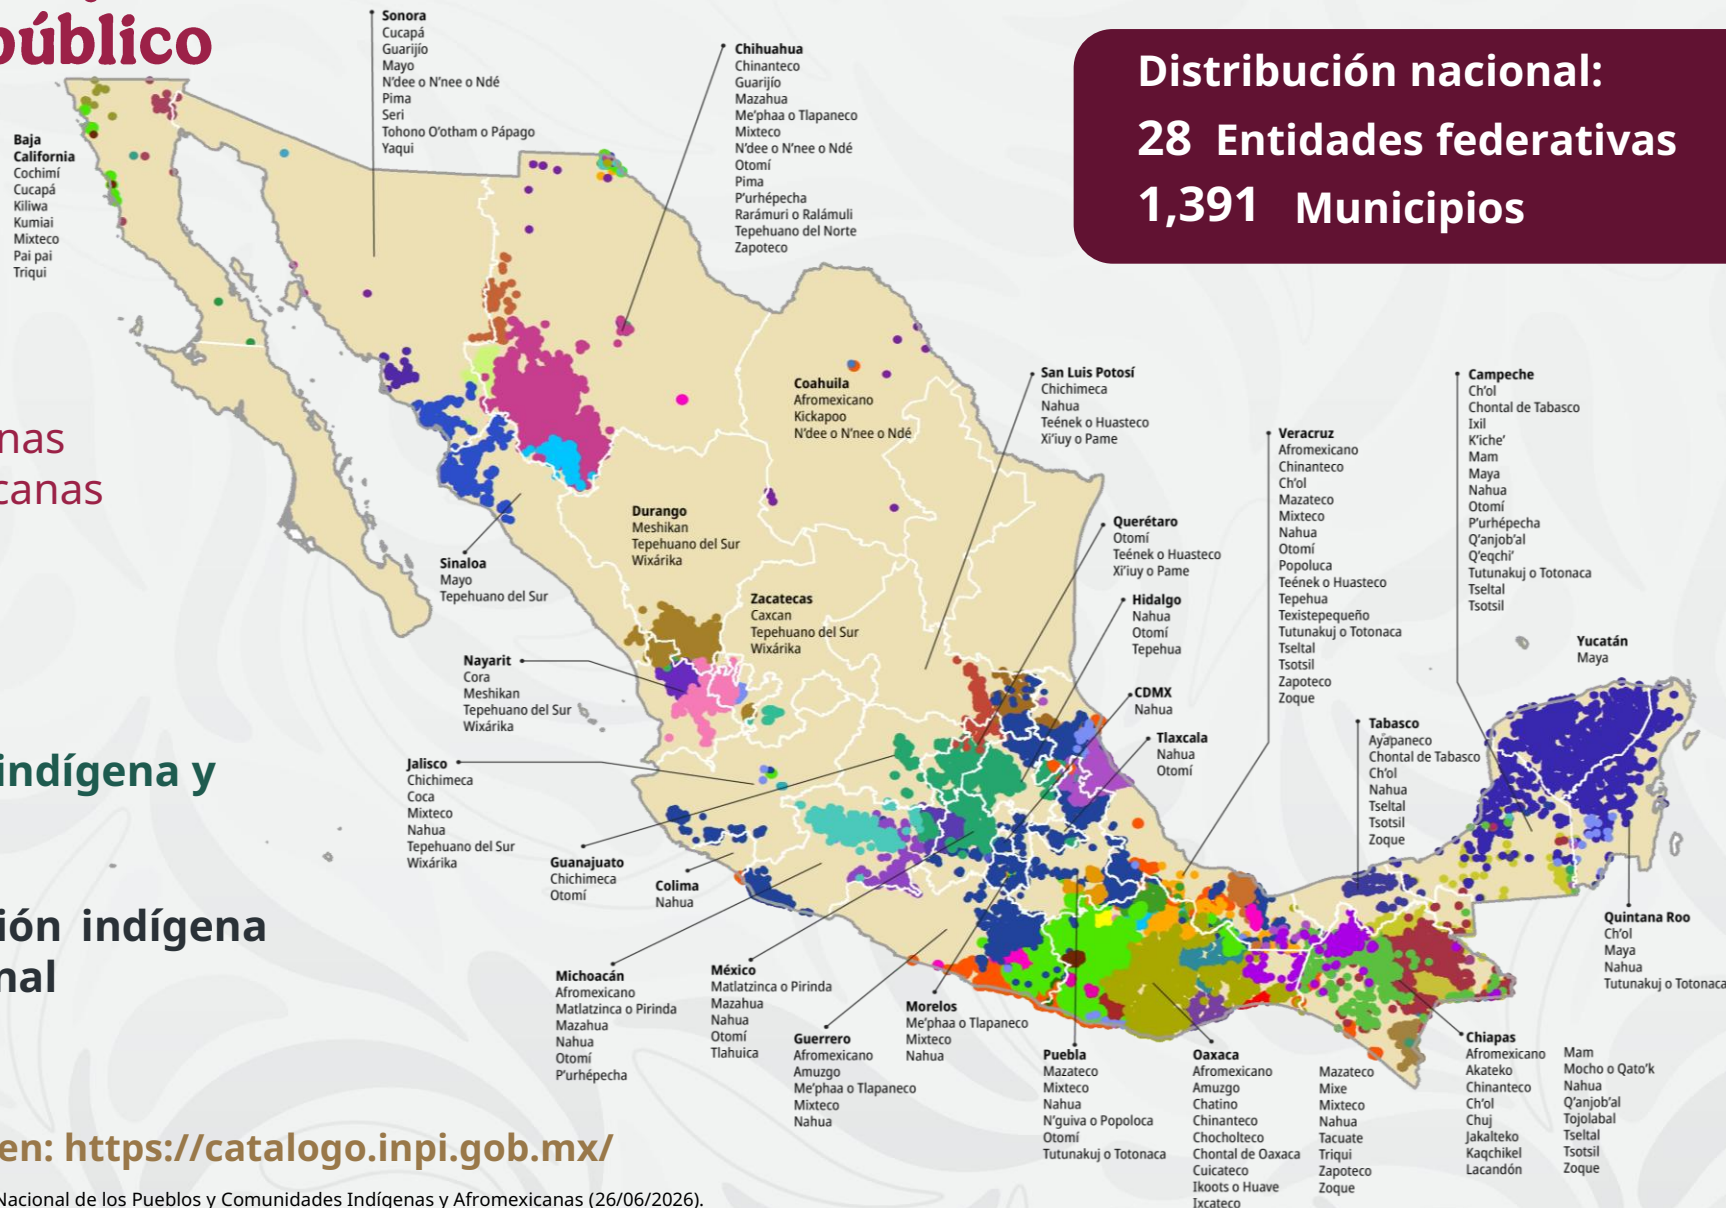 público
Distribución nacional:
28 Entidades federativas
1,391 Municipios
nas
canas
indígena y
ión indígena
nal
en: https://catalogo.inpi.gob.mx/
Nacional de los Pueblos y Comunidades Indígenas y Afromexicanas (26/06/2026).
Baja
California
Cochimí
Cucapá
Kiliwa
Kumiai
Mixteco
Pai pai
Triqui
Sonora
Cucapá
Guarijío
Mayo
N'dee o N'nee o Ndé
Pima
Seri
Tohono O'otham o Pápago
Yaqui
Chihuahua
Chinanteco
Guarijío
Mazahua
Me'phaa o Tlapaneco
Mixteco
N'dee o N'nee o Ndé
Otomí
Pima
P'urhépecha
Rarámuri o Ralámuli
Tepehuano del Norte
Zapoteco
Coahuila
Afromexicano
Kickapoo
N'dee o N'nee o Ndé
Durango
Meshikan
Tepehuano del Sur
Wixárika
Sinaloa
Mayo
Tepehuano del Sur
Zacatecas
Caxcan
Tepehuano del Sur
Wixárika
Nayarit
Cora
Meshikan
Tepehuano del Sur
Wixárika
Jalisco
Chichimeca
Coca
Mixteco
Nahua
Tepehuano del Sur
Wixárika
Guanajuato
Chichimeca
Otomí
Colima
Nahua
Michoacán
Afromexicano
Matlatzinca o Pirinda
Mazahua
Nahua
Otomí
P'urhépecha
México
Matlatzinca o Pirinda
Mazahua
Nahua
Otomí
Tlahuica
Guerrero
Afromexicano
Amuzgo
Me'phaa o Tlapaneco
Mixteco
Nahua
Morelos
Me'phaa o Tlapaneco
Mixteco
Nahua
San Luis Potosí
Chichimeca
Nahua
Teének o Huasteco
Xi'iuy o Pame
Querétaro
Otomí
Teének o Huasteco
Xi'iuy o Pame
Hidalgo
Nahua
Otomí
Tepehua
CDMX
Nahua
Tlaxcala
Nahua
Otomí
Veracruz
Afromexicano
Chinanteco
Ch'ol
Mazateco
Mixteco
Nahua
Otomí
Popoluca
Teének o Huasteco
Tepehua
Texistepequeño
Tutunakuj o Totonaca
Tseltal
Tsotsil
Zapoteco
Zoque
Campeche
Ch'ol
Chontal de Tabasco
Ixil
K'iche'
Mam
Maya
Nahua
Otomí
P'urhépecha
Q'anjob'al
Q'eqchi'
Tutunakuj o Totonaca
Tseltal
Tsotsil
Yucatán
Maya
Tabasco
Ayapaneco
Chontal de Tabasco
Ch'ol
Nahua
Tseltal
Tsotsil
Zoque
Quintana Roo
Ch'ol
Maya
Nahua
Tutunakuj o Totonaca
Puebla
Mazateco
Mixteco
Nahua
N'guiva o Popoloca
Otomí
Tutunakuj o Totonaca
Oaxaca
Afromexicano
Amuzgo
Chatino
Chinanteco
Chocholteco
Chontal de Oaxaca
Cuicateco
Ikoots o Huave
Ixcateco
Mazateco
Mixe
Mixteco
Nahua
Tacuate
Triqui
Zapoteco
Zoque
Chiapas
Afromexicano
Akateko
Chinanteco
Ch'ol
Chuj
Jakalteko
Kaqchikel
Lacandón
Mam
Mocho o Qato'k
Nahua
Q'anjob'al
Tojolabal
Tseltal
Tsotsil
Zoque